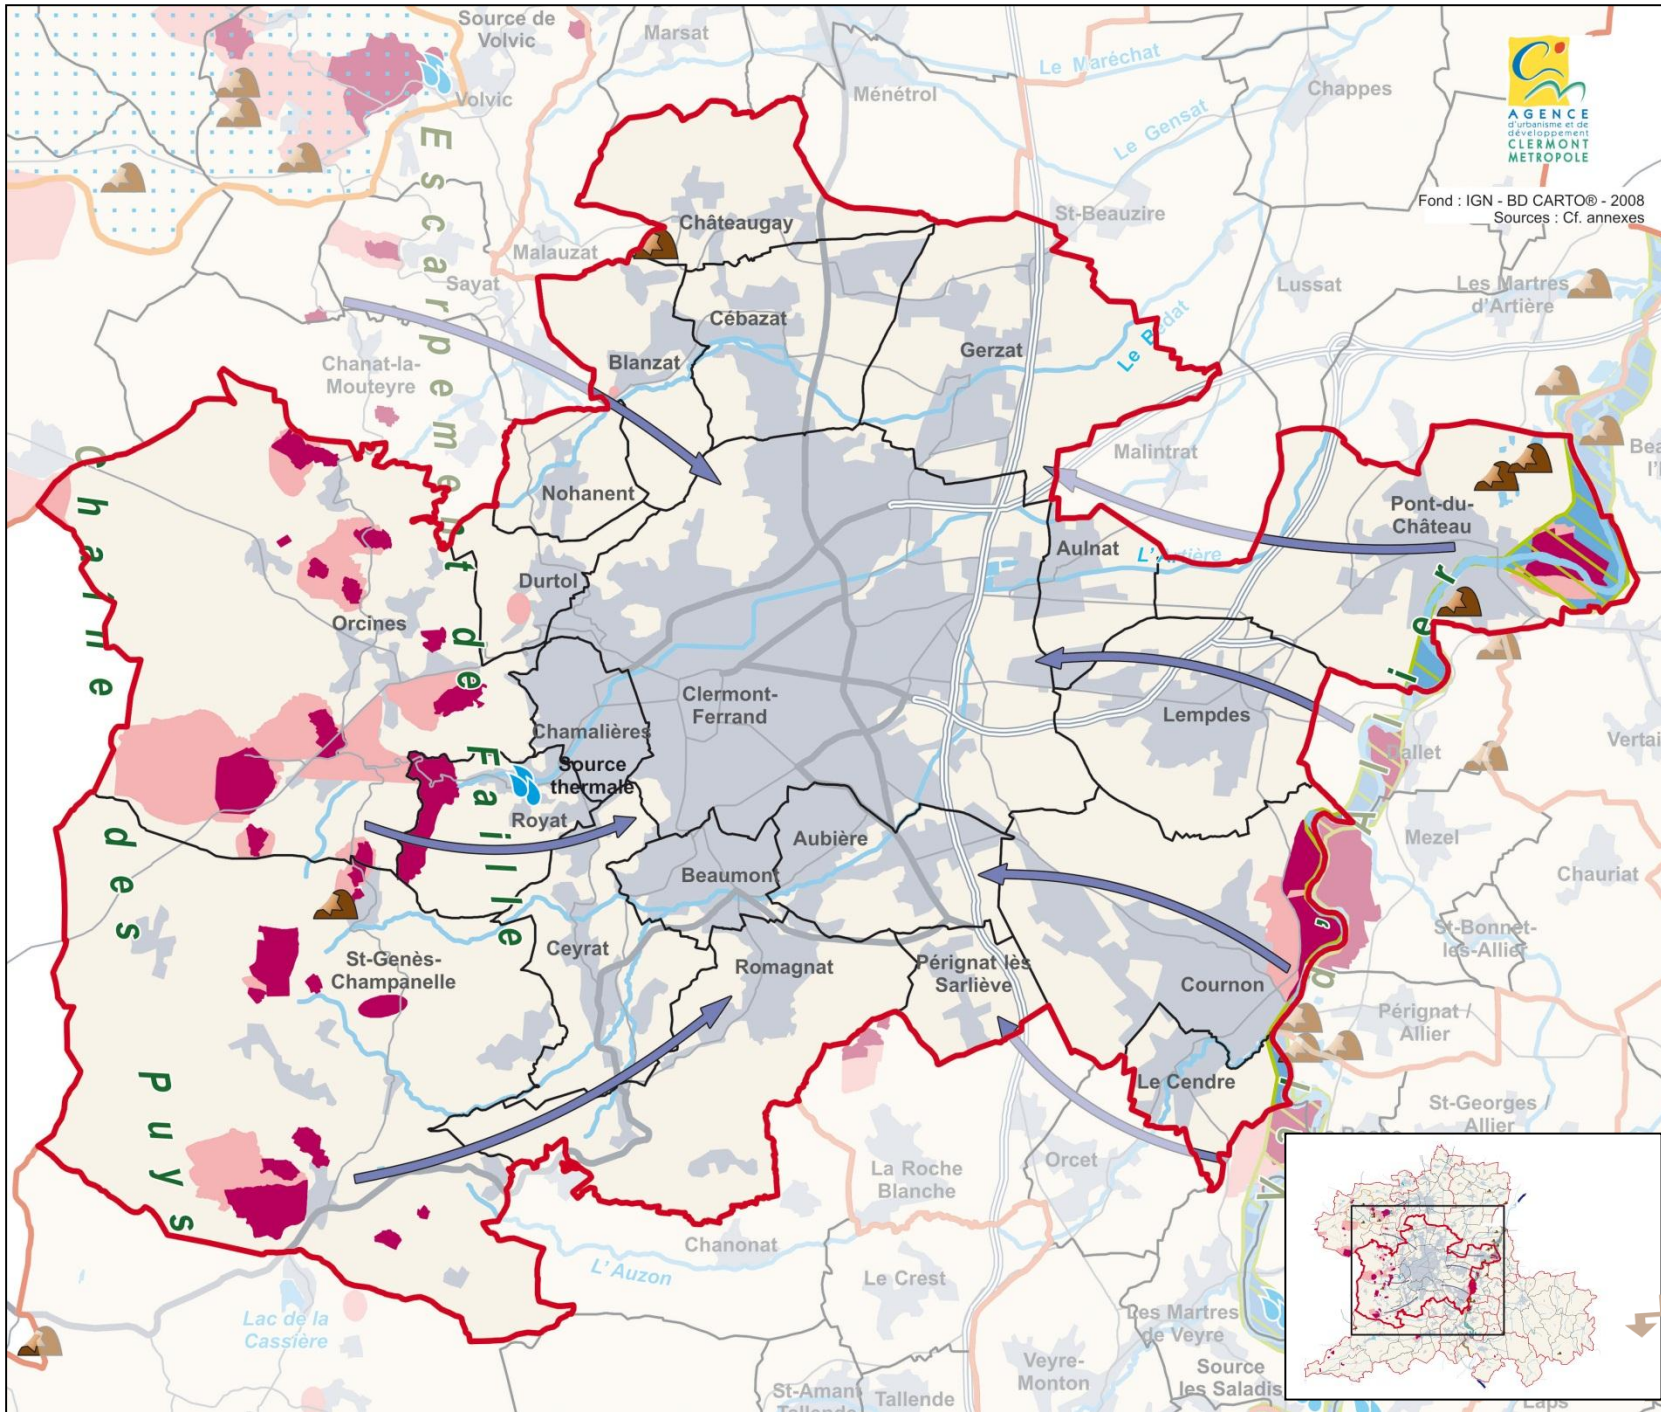 Source de
Volvic
Marsat
Le Maréchat
Volvic
Ménétrol
Chappes
AGENCE
d'urbanisme et de
développement
CLERMONT
METROPOLE
Le Gensat
Fond : IGN - BD CARTO® - 2008
Sources : Cf. annexes
Châteaugay
St-Beauzire
Malauzat
Sayat
Lussat
Les Martres
d'Artière
Cébazat
Le Bédat
Chanat-la-
Mouteyre
Blanzat
Gerzat
Malintrat
Nohanent
Pont-du-
Château
Aulnat
L'Artière
Durtol
Orcines
Escarpement de Faille
Chaîne des Puys
Val d'Allier
Clermont-
Ferrand
Lempdes
Chamalières
Dallet
Source
thermale
Royat
Aubière
Mezel
Beaumont
Chauriat
St-Bonnet-
les-Allier
Ceyrat
St-Genès-
Champanelle
Romagnat
Pérignat lès
Sarliève
Cournon
Pérignat /
Allier
Le Cendre
St-Georges /
Allier
La Roche
Blanche
Orcet
Chanonat
L'Auzon
Le Crest
Lac de la
Cassière
Les Martres
de Veyre
Veyre-
Monton
Source
les Saladis
St-Amant
Tallende
Tallende
Laps